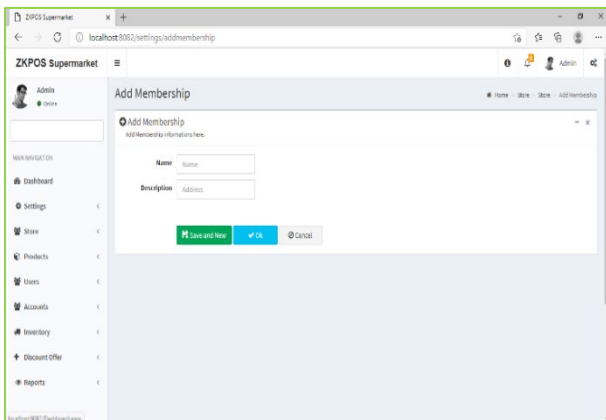 ZKPOS Supermarket
localhost:8082/settings/addmembership
ZKPOS Supermarket
Admin
Admin
Online
Add Membership
Home > Store > Store > Add Membership
Add Membership
Add Membership informations here.
MAIN NAVIGATION
Name Name
Dashboard
Description Address
Settings
Store
Save and New Ok Cancel
Products
Users
Accounts
Inventory
Discount Offer
Reports